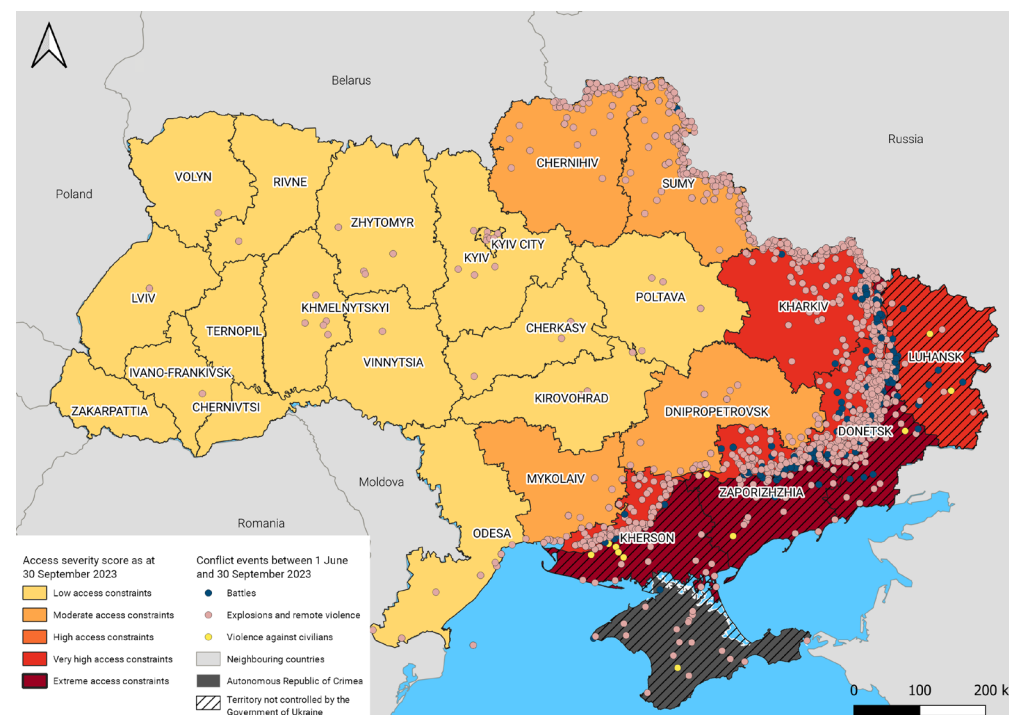 Belarus
Russia
Poland
CHERNIHIV
SUMY
VOLYN
RIVNE
ZHYTOMYR
KYIV CITY
KYIV
LVIV
KHMELNYTSKYI
POLTAVA
KHARKIV
TERNOPIL
CHERKASY
VINNYTSIA
LUHANSK
IVANO-FRANKIVSK
ZAKARPATTIA
CHERNIVTSI
KIROVOHRAD
DNIPROPETROVSK
DONETSK
Moldova
MYKOLAIV
ZAPORIZHZHIA
Romania
ODESA
KHERSON
Access severity score as at
30 September 2023
Low access constraints
Moderate access constraints
High access constraints
Very high access constraints
Extreme access constraints
Conflict events between 1 June
and 30 September 2023
Battles
Explosions and remote violence
Violence against civilians
Neighbouring countries
Autonomous Republic of Crimea
Territory not controlled by the
Government of Ukraine
0 100 200 k